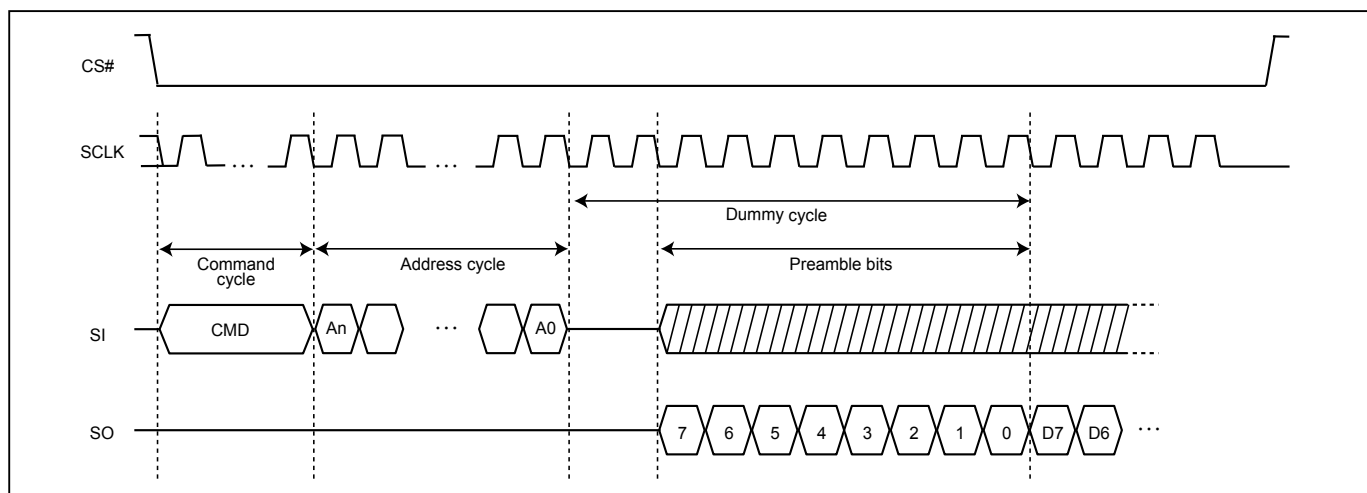 CS#
SCLK
...
...
Dummy cycle
Command
cycle
Address cycle
Preamble bits
SI
CMD
An
...
A0
SO
7 6 5 4 3 2 1 0 D7 D6 ...